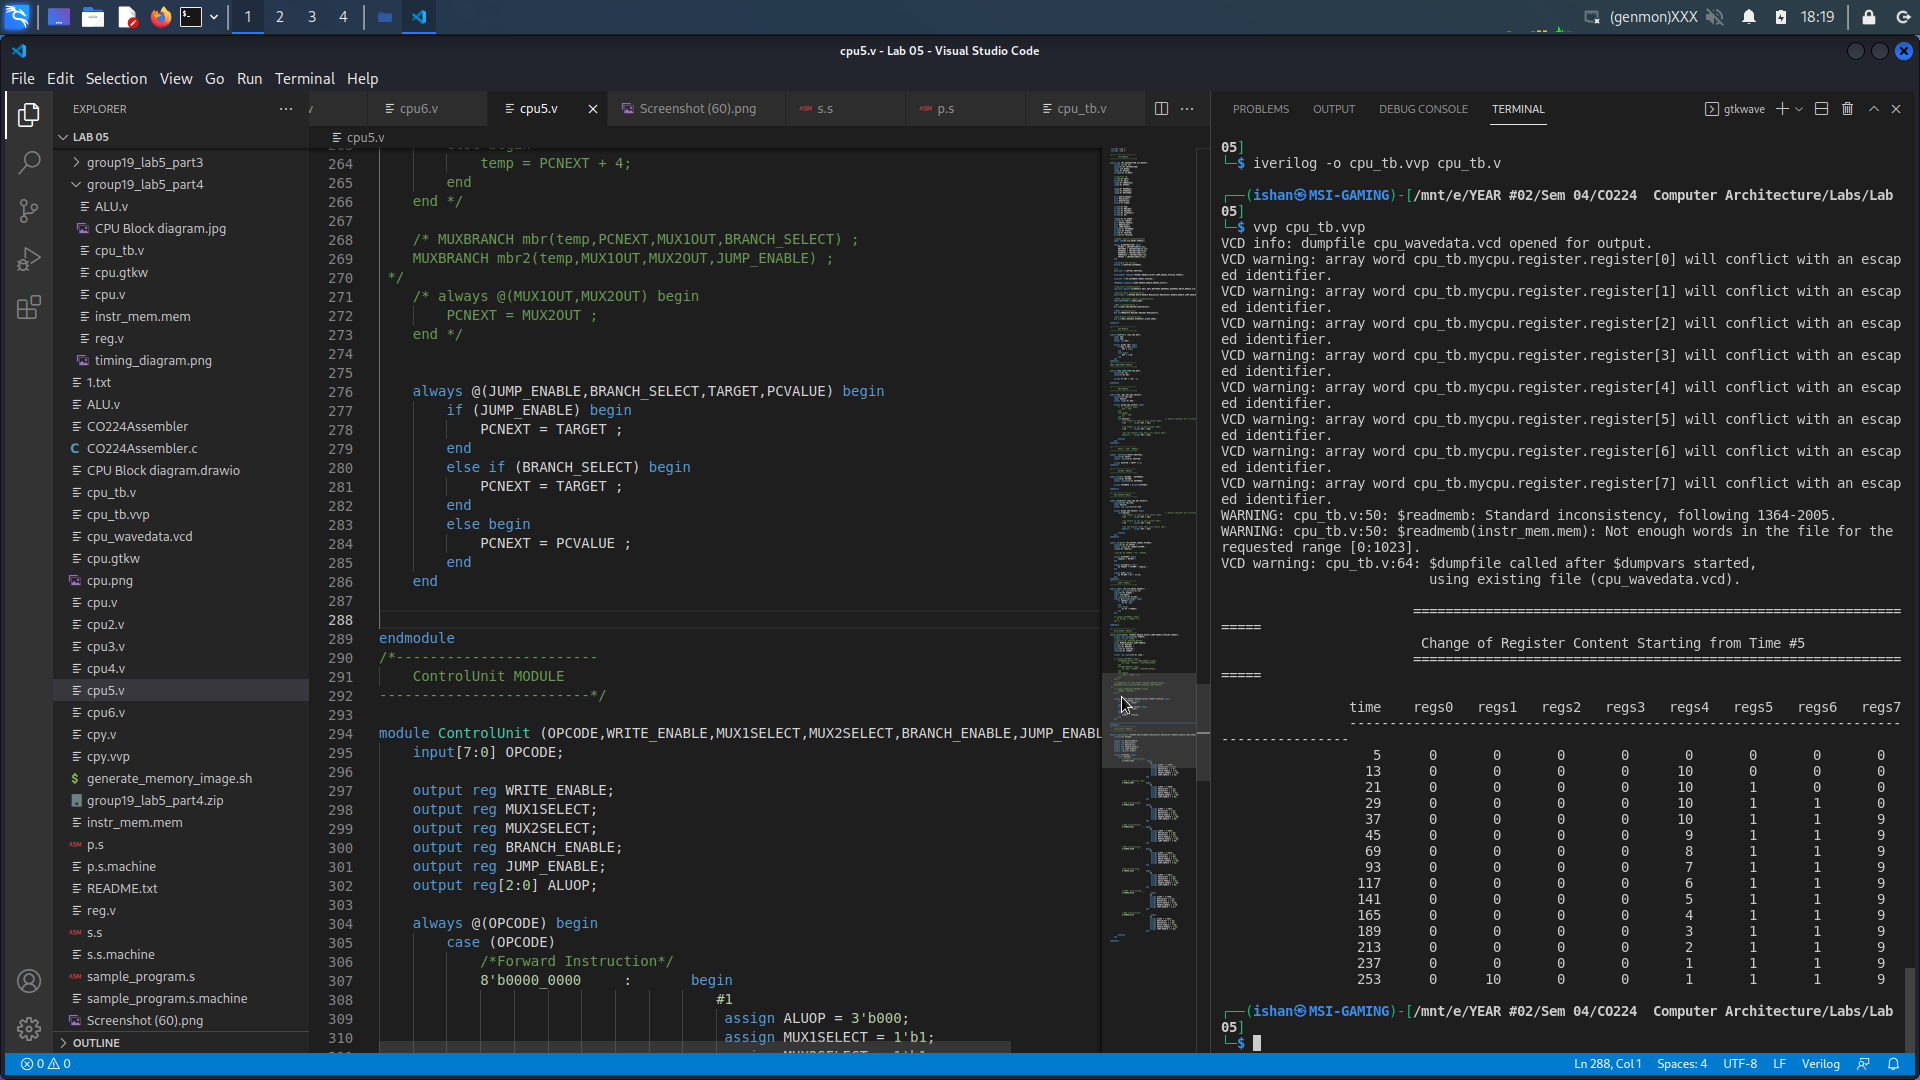 1
2
3
4
(genmon)XXX
18:19
cpu5.v - Lab 05 - Visual Studio Code
File Edit Selection View Go Run Terminal Help
EXPLORER
LAB 05
group19_lab5_part3
group19_lab5_part4
ALU.v
CPU Block diagram.jpg
cpu_tb.v
cpu.gtkw
cpu.v
instr_mem.mem
reg.v
timing_diagram.png
1.txt
ALU.v
CO224Assembler
CO224Assembler.c
CPU Block diagram.drawio
cpu_tb.v
cpu_tb.vvp
cpu_wavedata.vcd
cpu.gtkw
cpu.png
cpu.v
cpu2.v
cpu3.v
cpu4.v
cpu5.v
cpu6.v
cpy.v
cpy.vvp
generate_memory_image.sh
group19_lab5_part4.zip
instr_mem.mem
p.s
p.s.machine
README.txt
reg.v
s.s
s.s.machine
sample_program.s
sample_program.s.machine
Screenshot (60).png
OUTLINE
cpu6.v cpu5.v Screenshot (60).png s.s p.s cpu_tb.v
cpu5.v
264 temp = PCNEXT + 4;
265 end
266 end */
267
268 /* MUXBRANCH mbr(temp,PCNEXT,MUX1OUT,BRANCH_SELECT) ;
269 MUXBRANCH mbr2(temp,MUX1OUT,MUX2OUT,JUMP_ENABLE) ;
270 */
271 /* always @(MUX1OUT,MUX2OUT) begin
272 PCNEXT = MUX2OUT ;
273 end */
274
275
276 always @(JUMP_ENABLE,BRANCH_SELECT,TARGET,PCVALUE) begin
277 if (JUMP_ENABLE) begin
278 PCNEXT = TARGET ;
279 end
280 else if (BRANCH_SELECT) begin
281 PCNEXT = TARGET ;
282 end
283 else begin
284 PCNEXT = PCVALUE ;
285 end
286 end
287
288
289 endmodule
290 /*------------------------
291 ControlUnit MODULE
292 -------------------------*/
293
294 module ControlUnit (OPCODE,WRITE_ENABLE,MUX1SELECT,MUX2SELECT,BRANCH_ENABLE,JUMP_ENABL
295 input[7:0] OPCODE;
296
297 output reg WRITE_ENABLE;
298 output reg MUX1SELECT;
299 output reg MUX2SELECT;
300 output reg BRANCH_ENABLE;
301 output reg JUMP_ENABLE;
302 output reg[2:0] ALUOP;
303
304 always @(OPCODE) begin
305 case (OPCODE)
306 /*Forward Instruction*/
307 8'b0000_0000 : begin
308 #1
309 assign ALUOP = 3'b000;
310 assign MUX1SELECT = 1'b1;
PROBLEMS OUTPUT DEBUG CONSOLE TERMINAL gtkwave
05]
└─$ iverilog -o cpu_tb.vvp cpu_tb.v
┌──(ishan㉿MSI-GAMING)-[/mnt/e/YEAR #02/Sem 04/CO224  Computer Architecture/Labs/Lab
05]
└─$ vvp cpu_tb.vvp
VCD info: dumpfile cpu_wavedata.vcd opened for output.
VCD warning: array word cpu_tb.mycpu.register.register[0] will conflict with an escap
ed identifier.
VCD warning: array word cpu_tb.mycpu.register.register[1] will conflict with an escap
ed identifier.
VCD warning: array word cpu_tb.mycpu.register.register[2] will conflict with an escap
ed identifier.
VCD warning: array word cpu_tb.mycpu.register.register[3] will conflict with an escap
ed identifier.
VCD warning: array word cpu_tb.mycpu.register.register[4] will conflict with an escap
ed identifier.
VCD warning: array word cpu_tb.mycpu.register.register[5] will conflict with an escap
ed identifier.
VCD warning: array word cpu_tb.mycpu.register.register[6] will conflict with an escap
ed identifier.
VCD warning: array word cpu_tb.mycpu.register.register[7] will conflict with an escap
ed identifier.
WARNING: cpu_tb.v:50: $readmemb: Standard inconsistency, following 1364-2005.
WARNING: cpu_tb.v:50: $readmemb(instr_mem.mem): Not enough words in the file for the
requested range [0:1023].
VCD warning: cpu_tb.v:64: $dumpfile called after $dumpvars started,
using existing file (cpu_wavedata.vcd).
=============================================================
=====
Change of Register Content Starting from Time #5
=============================================================
=====
time regs0 regs1 regs2 regs3 regs4 regs5 regs6 regs7
---------------------------------------------------------------------
----------------
5 0 0 0 0 0 0 0 0
13 0 0 0 0 10 0 0 0
21 0 0 0 0 10 1 0 0
29 0 0 0 0 10 1 1 0
37 0 0 0 0 10 1 1 9
45 0 0 0 0 9 1 1 9
69 0 0 0 0 8 1 1 9
93 0 0 0 0 7 1 1 9
117 0 0 0 0 6 1 1 9
141 0 0 0 0 5 1 1 9
165 0 0 0 0 4 1 1 9
189 0 0 0 0 3 1 1 9
213 0 0 0 0 2 1 1 9
237 0 0 0 0 1 1 1 9
253 0 10 0 0 1 1 1 9
┌──(ishan㉿MSI-GAMING)-[/mnt/e/YEAR #02/Sem 04/CO224  Computer Architecture/Labs/Lab
05]
└─$
0 0 Ln 288, Col 1 Spaces: 4 UTF-8 LF Verilog